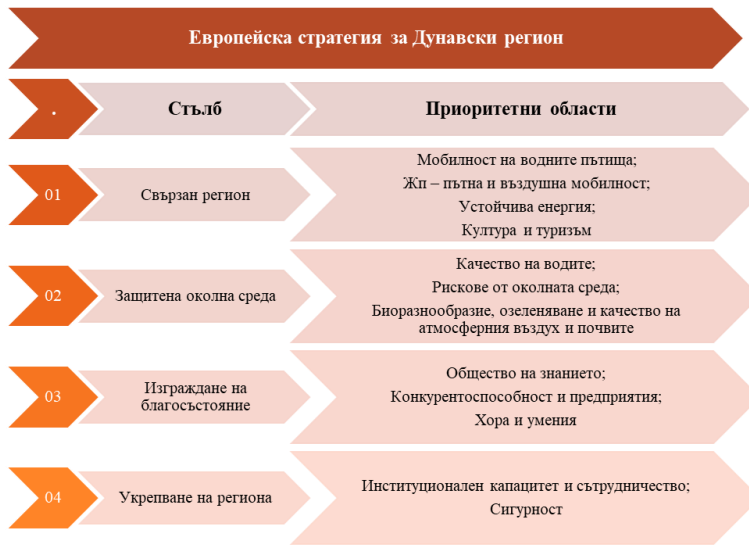 Европейска стратегия за Дунавски регион
.
Стълб
Приоритетни области
01
Свързан регион
Мобилност на водните пътища;
Жп – пътна и въздушна мобилност;
Устойчива енергия;
Култура и туризъм
02
Защитена околна среда
Качество на водите;
Рискове от околната среда;
Биоразнообразие, озеленяване и качество на
атмосферния въздух и почвите
03
Изграждане на
благосъстояние
Общество на знанието;
Конкурентоспособност и предприятия;
Хора и умения
04
Укрепване на региона
Институционален капацитет и сътрудничество;
Сигурност